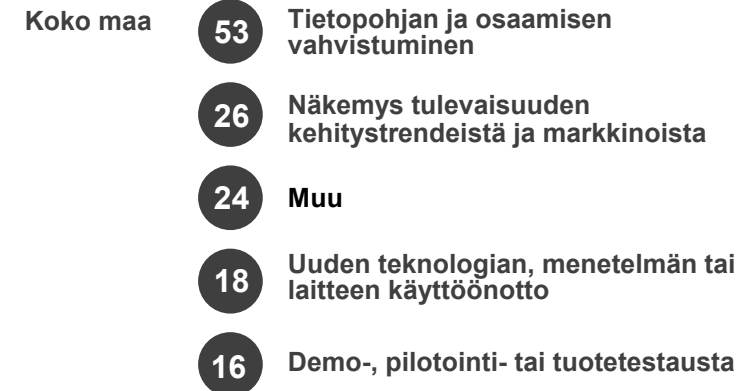 Koko maa
53
Tietopohjan ja osaamisen
vahvistuminen
26
Näkemys tulevaisuuden
kehitystrendeistä ja markkinoista
24
Muu
18
Uuden teknologian, menetelmän tai
laitteen käyttöönotto
16
Demo-, pilotointi- tai tuotetestausta